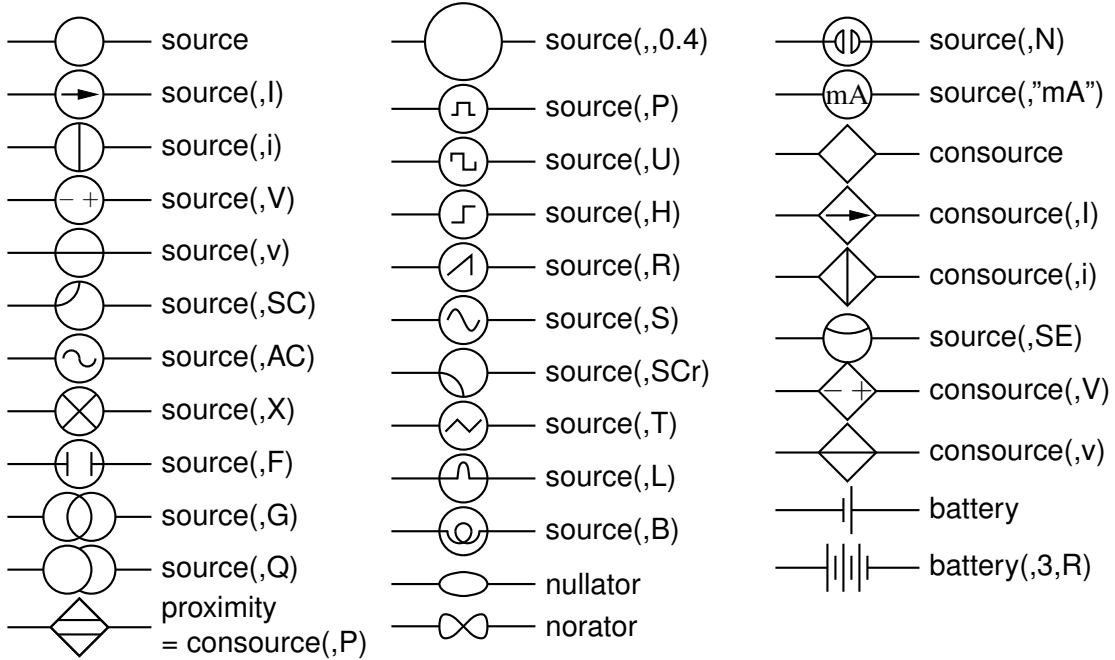 source
source(,I)
source(,i)
− +
source(,V)
source(,v)
source(,SC)
source(,AC)
source(,X)
source(,F)
source(,G)
source(,Q)
proximity
= consource(,P)
source(,,0.4)
source(,P)
source(,U)
source(,H)
source(,R)
source(,S)
source(,SCr)
source(,T)
source(,L)
source(,B)
nullator
norator
source(,N)
mA
source(,"mA")
consource
consource(,I)
consource(,i)
source(,SE)
− +
consource(,V)
consource(,v)
battery
battery(,3,R)